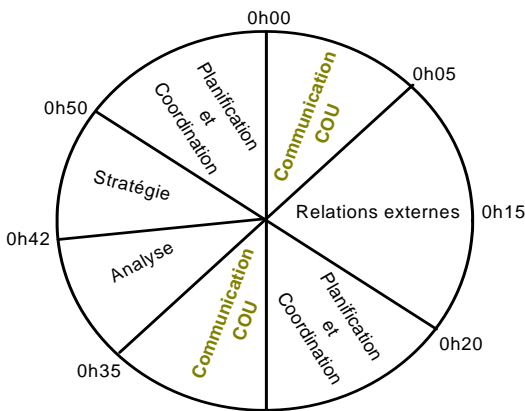 0h00
Communication
COU
0h05
Relations externes
0h15
0h20
Planification
et
Coordination
Communication
COU
0h35
Analyse
0h42
Stratégie
0h50
Planification
et
Coordination